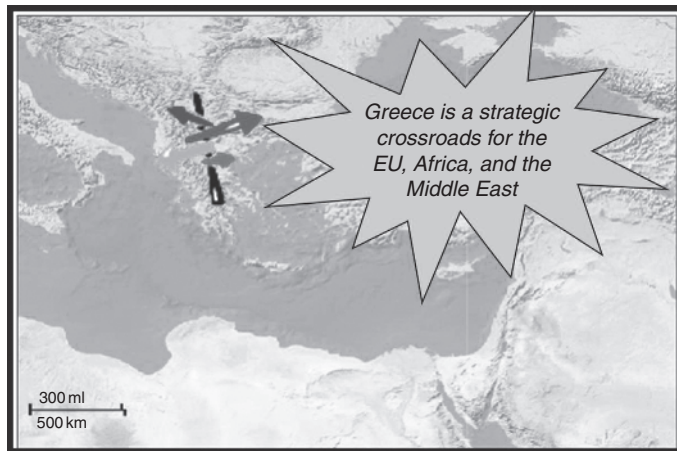 Greece is a strategic
crossroads for the
EU, Africa, and the
Middle East
300 ml
500 km